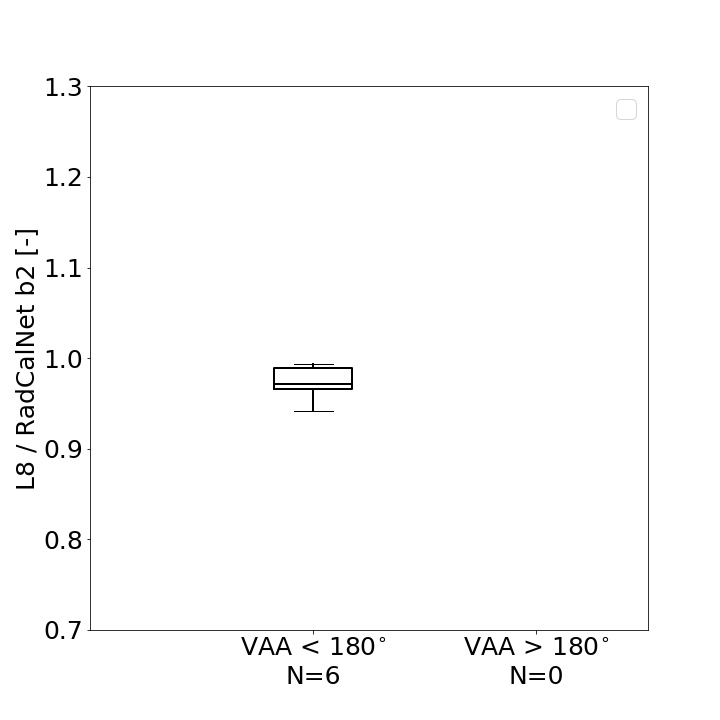 1.3
1.2
1.1
1.0
0.9
0.8
0.7
L8 / RadCalNet b2 [-]
VAA < 180°
N=6
VAA > 180°
N=0